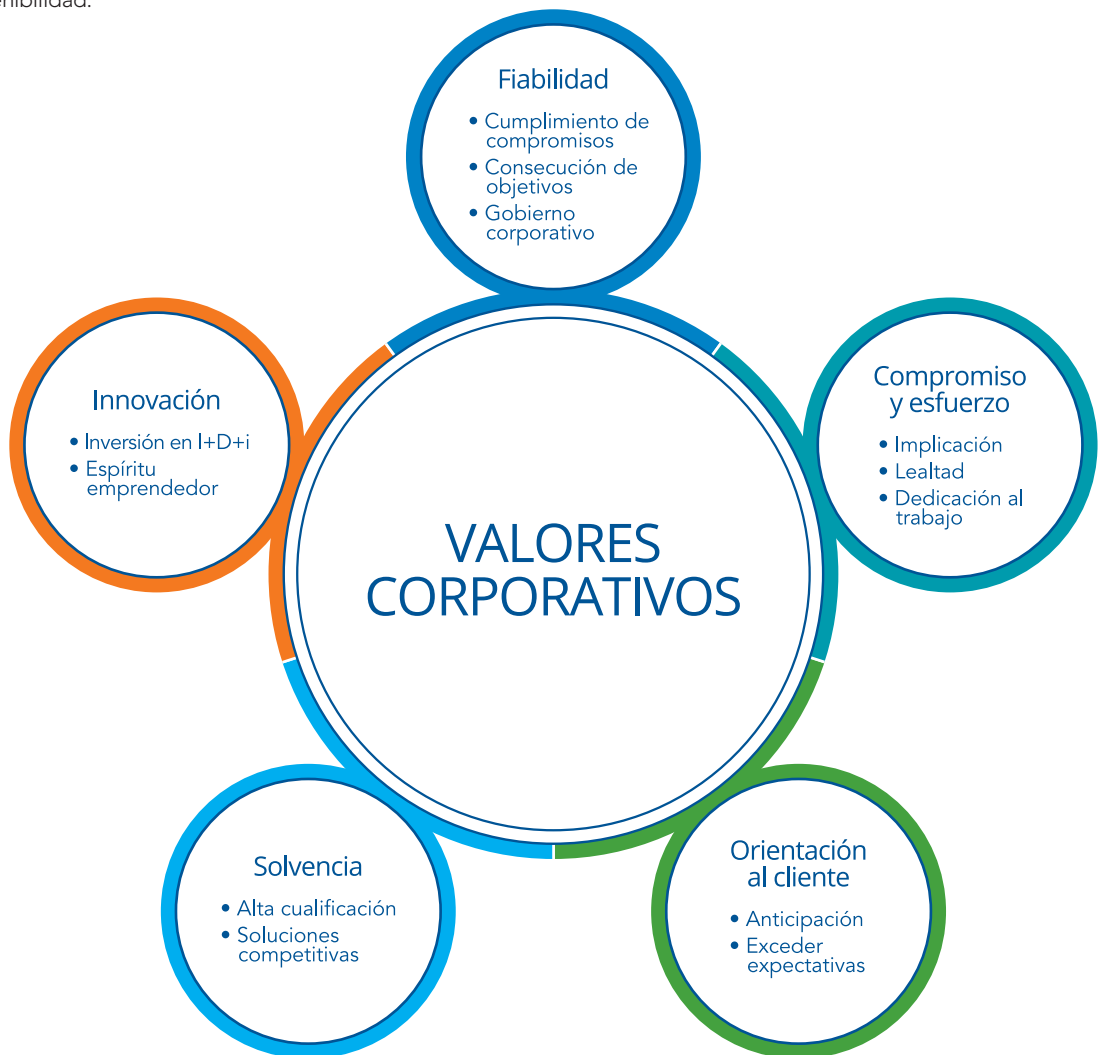 Fiabilidad
• Cumplimiento de
compromisos
• Consecución de
objetivos
• Gobierno
corporativo
Compromiso
y esfuerzo
• Implicación
• Lealtad
• Dedicación al
trabajo
Innovación
• Inversión en I+D+i
• Espíritu
emprendedor
VALORES
CORPORATIVOS
Orientación
al cliente
• Anticipación
• Exceder
expectativas
Solvencia
• Alta cualificación
• Soluciones
competitivas